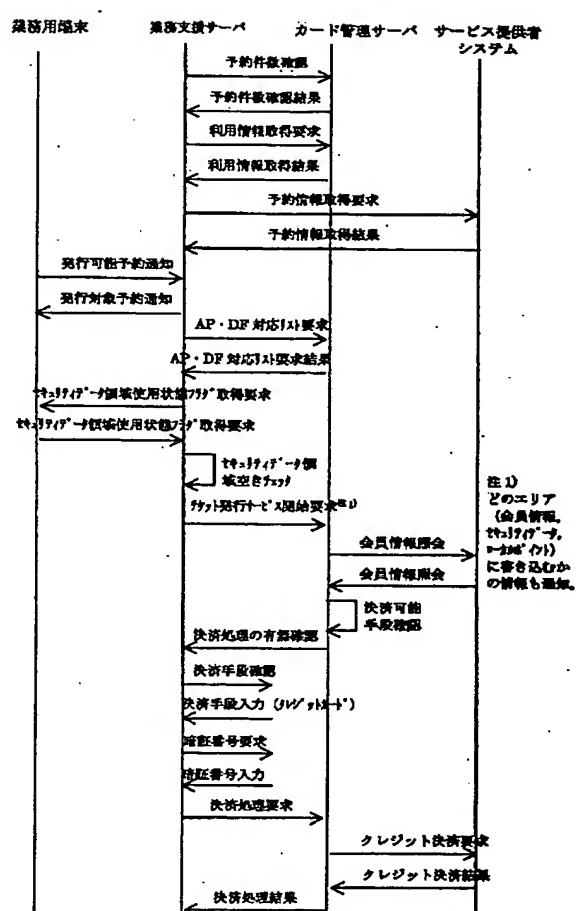 業務用端末
業務支援サーバ
カード管理サーバ
サービス提供者
システム
予約件数確認
予約件数確認結果
利用情報取得要求
利用情報取得結果
予約情報取得要求
予約情報取得結果
発行可能予約通知
発行対象予約通知
AP・DF対応リスト要求
AP・DF対応リスト要求結果
セキュリティデータ領域使用状態フラグ取得要求
セキュリティデータ領域使用状態フラグ取得要求
セキュリティデータ領
域空きチェック
チケット発行サービス開始要求注1)
注1)
どのエリア
(会員情報,
セキュリティデータ,
トータルポイント)
に書き込むか
の情報も通知。
会員情報照会
会員情報照会
決済可能
手段確認
決済処理の有無確認
決済手段確認
決済手段入力(クレジットカード)
暗証番号要求
暗証番号入力
決済処理要求
クレジット決済要求
クレジット決済結果
決済処理結果